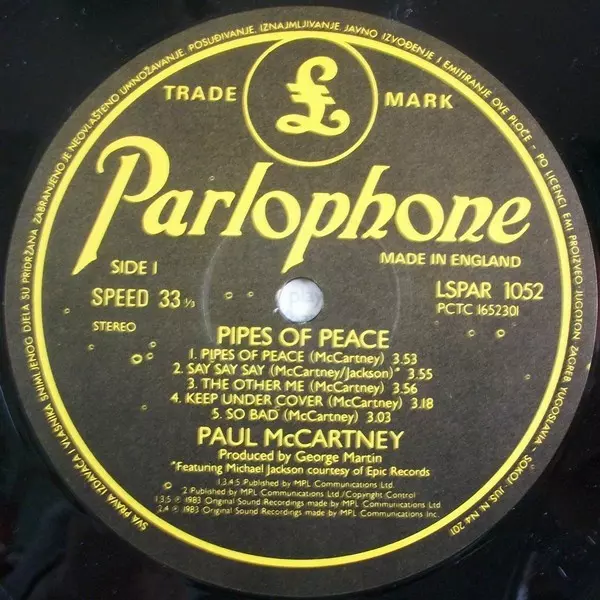 SVA PRAVA IZDAVAČA I VLASNIKA SNIMLJENOG DJELA SU PRIDRŽANA ZABRANJENO JE NEOVLAŠTENO UMNOŽAVANJE, POSUĐIVANJE, IZNAJMLJIVANJE JAVNO IZVOĐENJE I EMITIRANJE OVE PLOČE - PO LICENCI EMI PROIZVEO: JUGOTON, ZAGREB, YUGOSLAVIA - SOKOJ, JUS. N. N4. 201
£
TRADE MARK
Parlophone
SIDE 1
MADE IN ENGLAND
SPEED 33 ⅓
LSPAR 1052
PCTC 1652301
STEREO
PIPES OF PEACE
1. PIPES OF PEACE (McCartney) 3.53
2. SAY SAY SAY (McCartney/Jackson)* 3.55
3. THE OTHER ME (McCartney) 3.56
4. KEEP UNDER COVER (McCartney) 3.18
5. SO BAD (McCartney) 3.03
PAUL McCARTNEY
Produced by George Martin
*Featuring Michael Jackson courtesy of Epic Records
1.3.4.5 Published by MPL Communications Ltd.
2 Published by MPL Communications Ltd./Copyright Control
1.3.5 ℗ 1983 Original Sound Recordings made by MPL Communications Ltd.
2.4 ℗ 1983 Original Sound Recordings made by MPL Communications Inc.